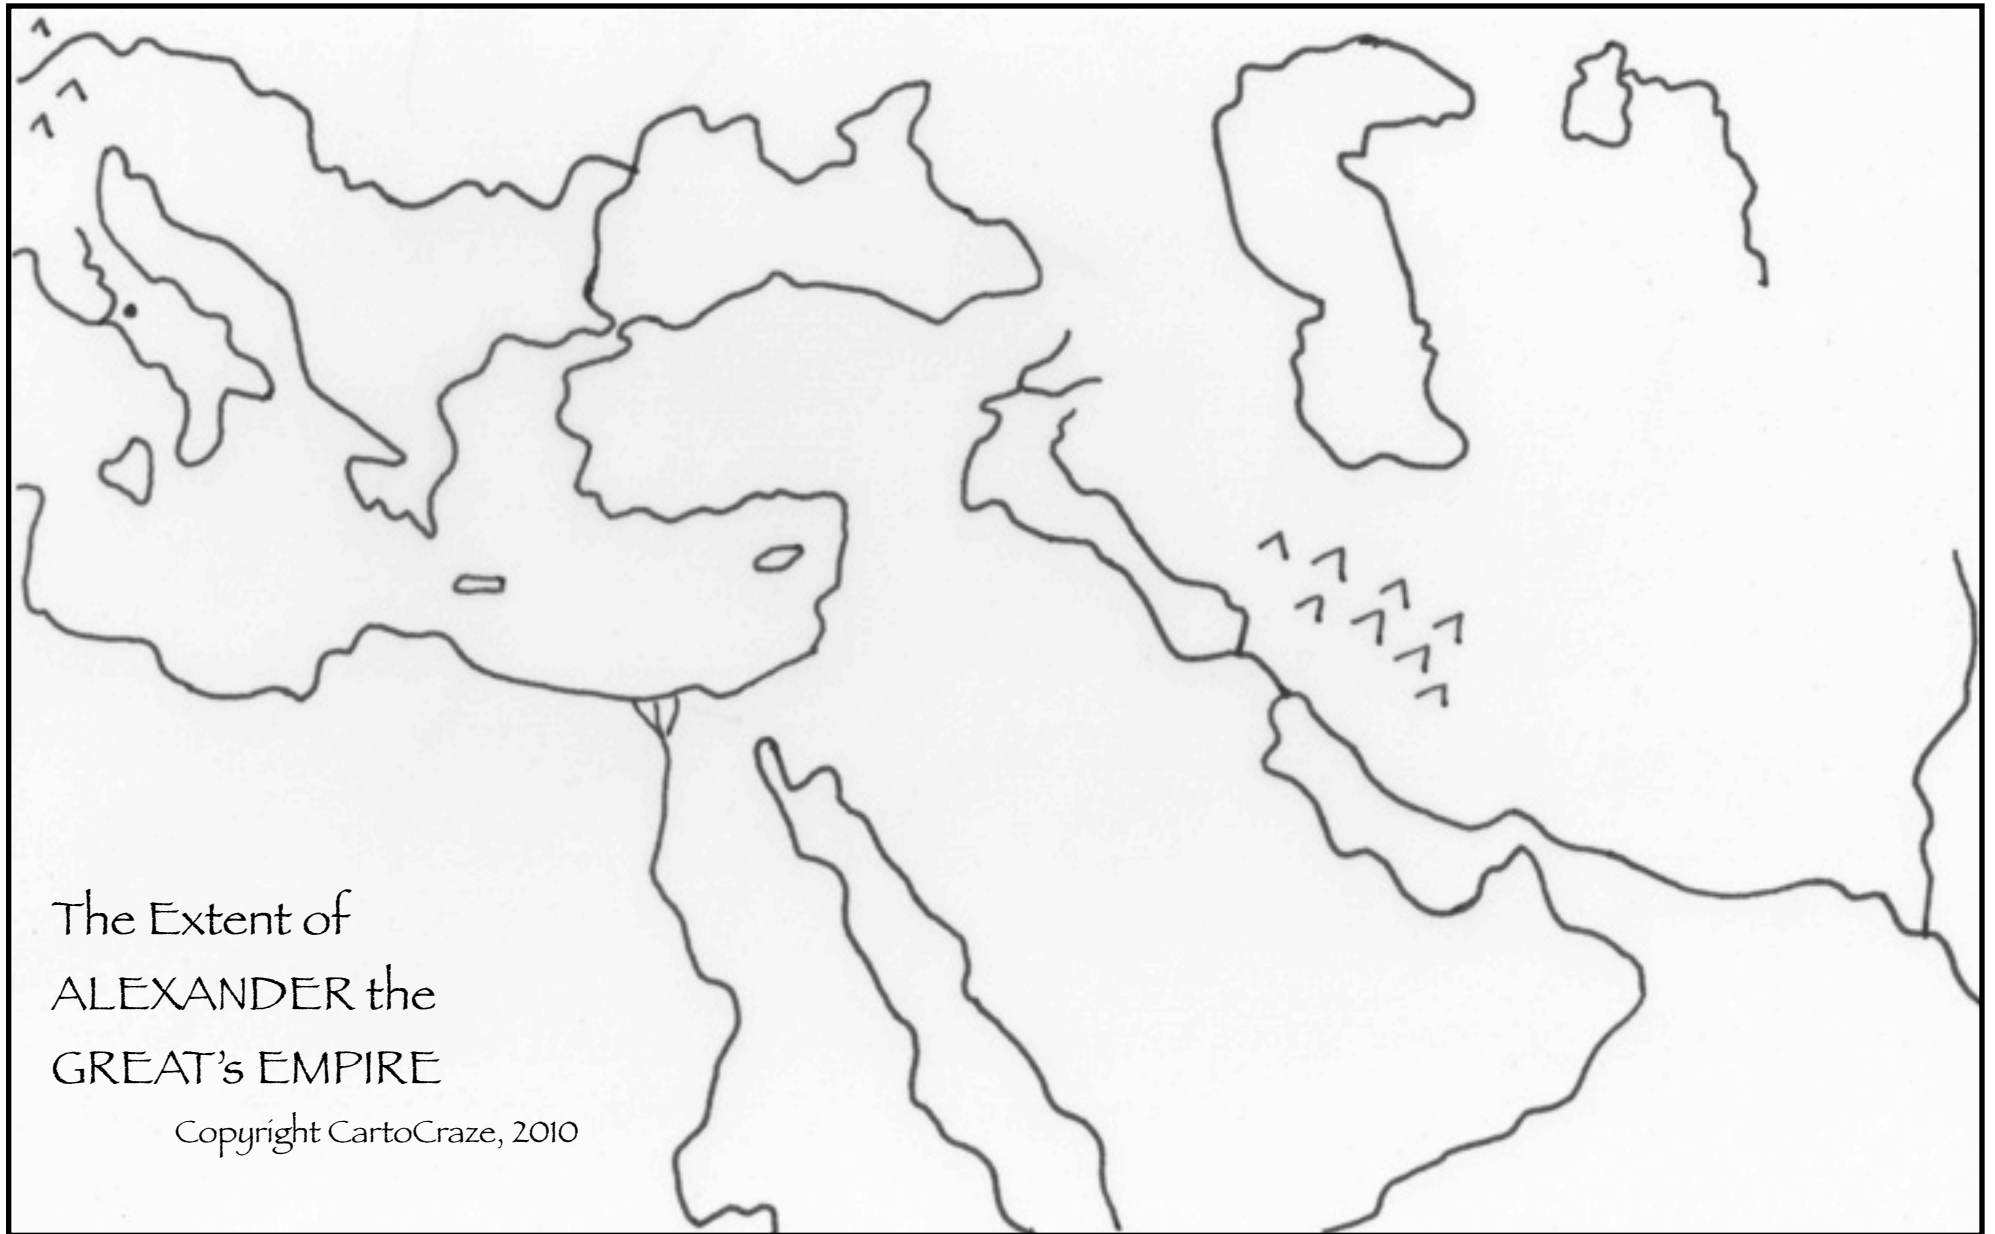 The Extent of
ALEXANDER the
GREAT's EMPIRE
Copyright CartoCraze, 2010